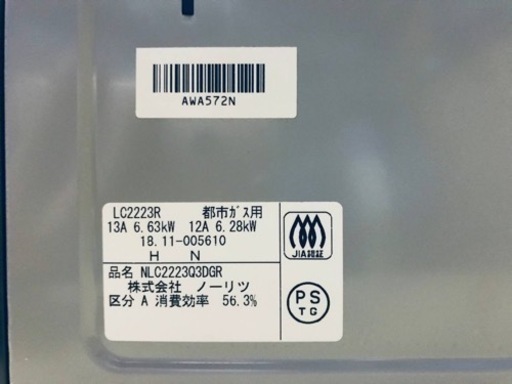 AWA572N
LC2223R 都市ガス用
13A 6.63kW 12A 6.28kW
18.11-005610
H N
品名 NLC2223Q3DGR
株式会社 ノーリツ
区分 A 消費効率 56.3%
JIA認証
PS
TG